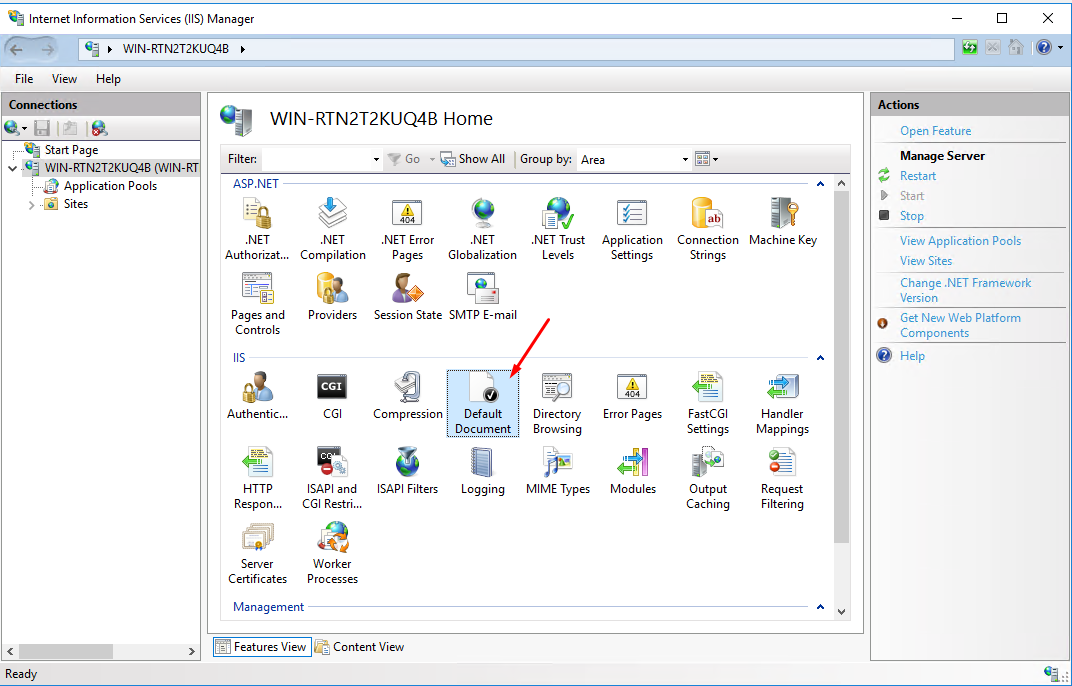 Internet Information Services (IIS) Manager
WIN-RTN2T2KUQ4B
File View Help
Connections
Start Page
WIN-RTN2T2KUQ4B (WIN-RT
Application Pools
Sites
WIN-RTN2T2KUQ4B Home
Filter: Go Show All Group by: Area
ASP.NET
.NET Authorizat...
.NET Compilation
.NET Error Pages
.NET Globalization
.NET Trust Levels
Application Settings
Connection Strings
Machine Key
404
ab
Pages and Controls
Providers
Session State
SMTP E-mail
IIS
Authentic...
CGI
CGI
Compression
Default Document
Directory Browsing
404
Error Pages
FastCGI Settings
Handler Mappings
HTTP Respon...
ISAPI and CGI Restri...
ISAPI Filters
Logging
MIME Types
Modules
Output Caching
Request Filtering
Server Certificates
Worker Processes
Management
Features View Content View
Actions
Open Feature
Manage Server
Restart
Start
Stop
View Application Pools
View Sites
Change .NET Framework
Version
Get New Web Platform
Components
Help
Ready